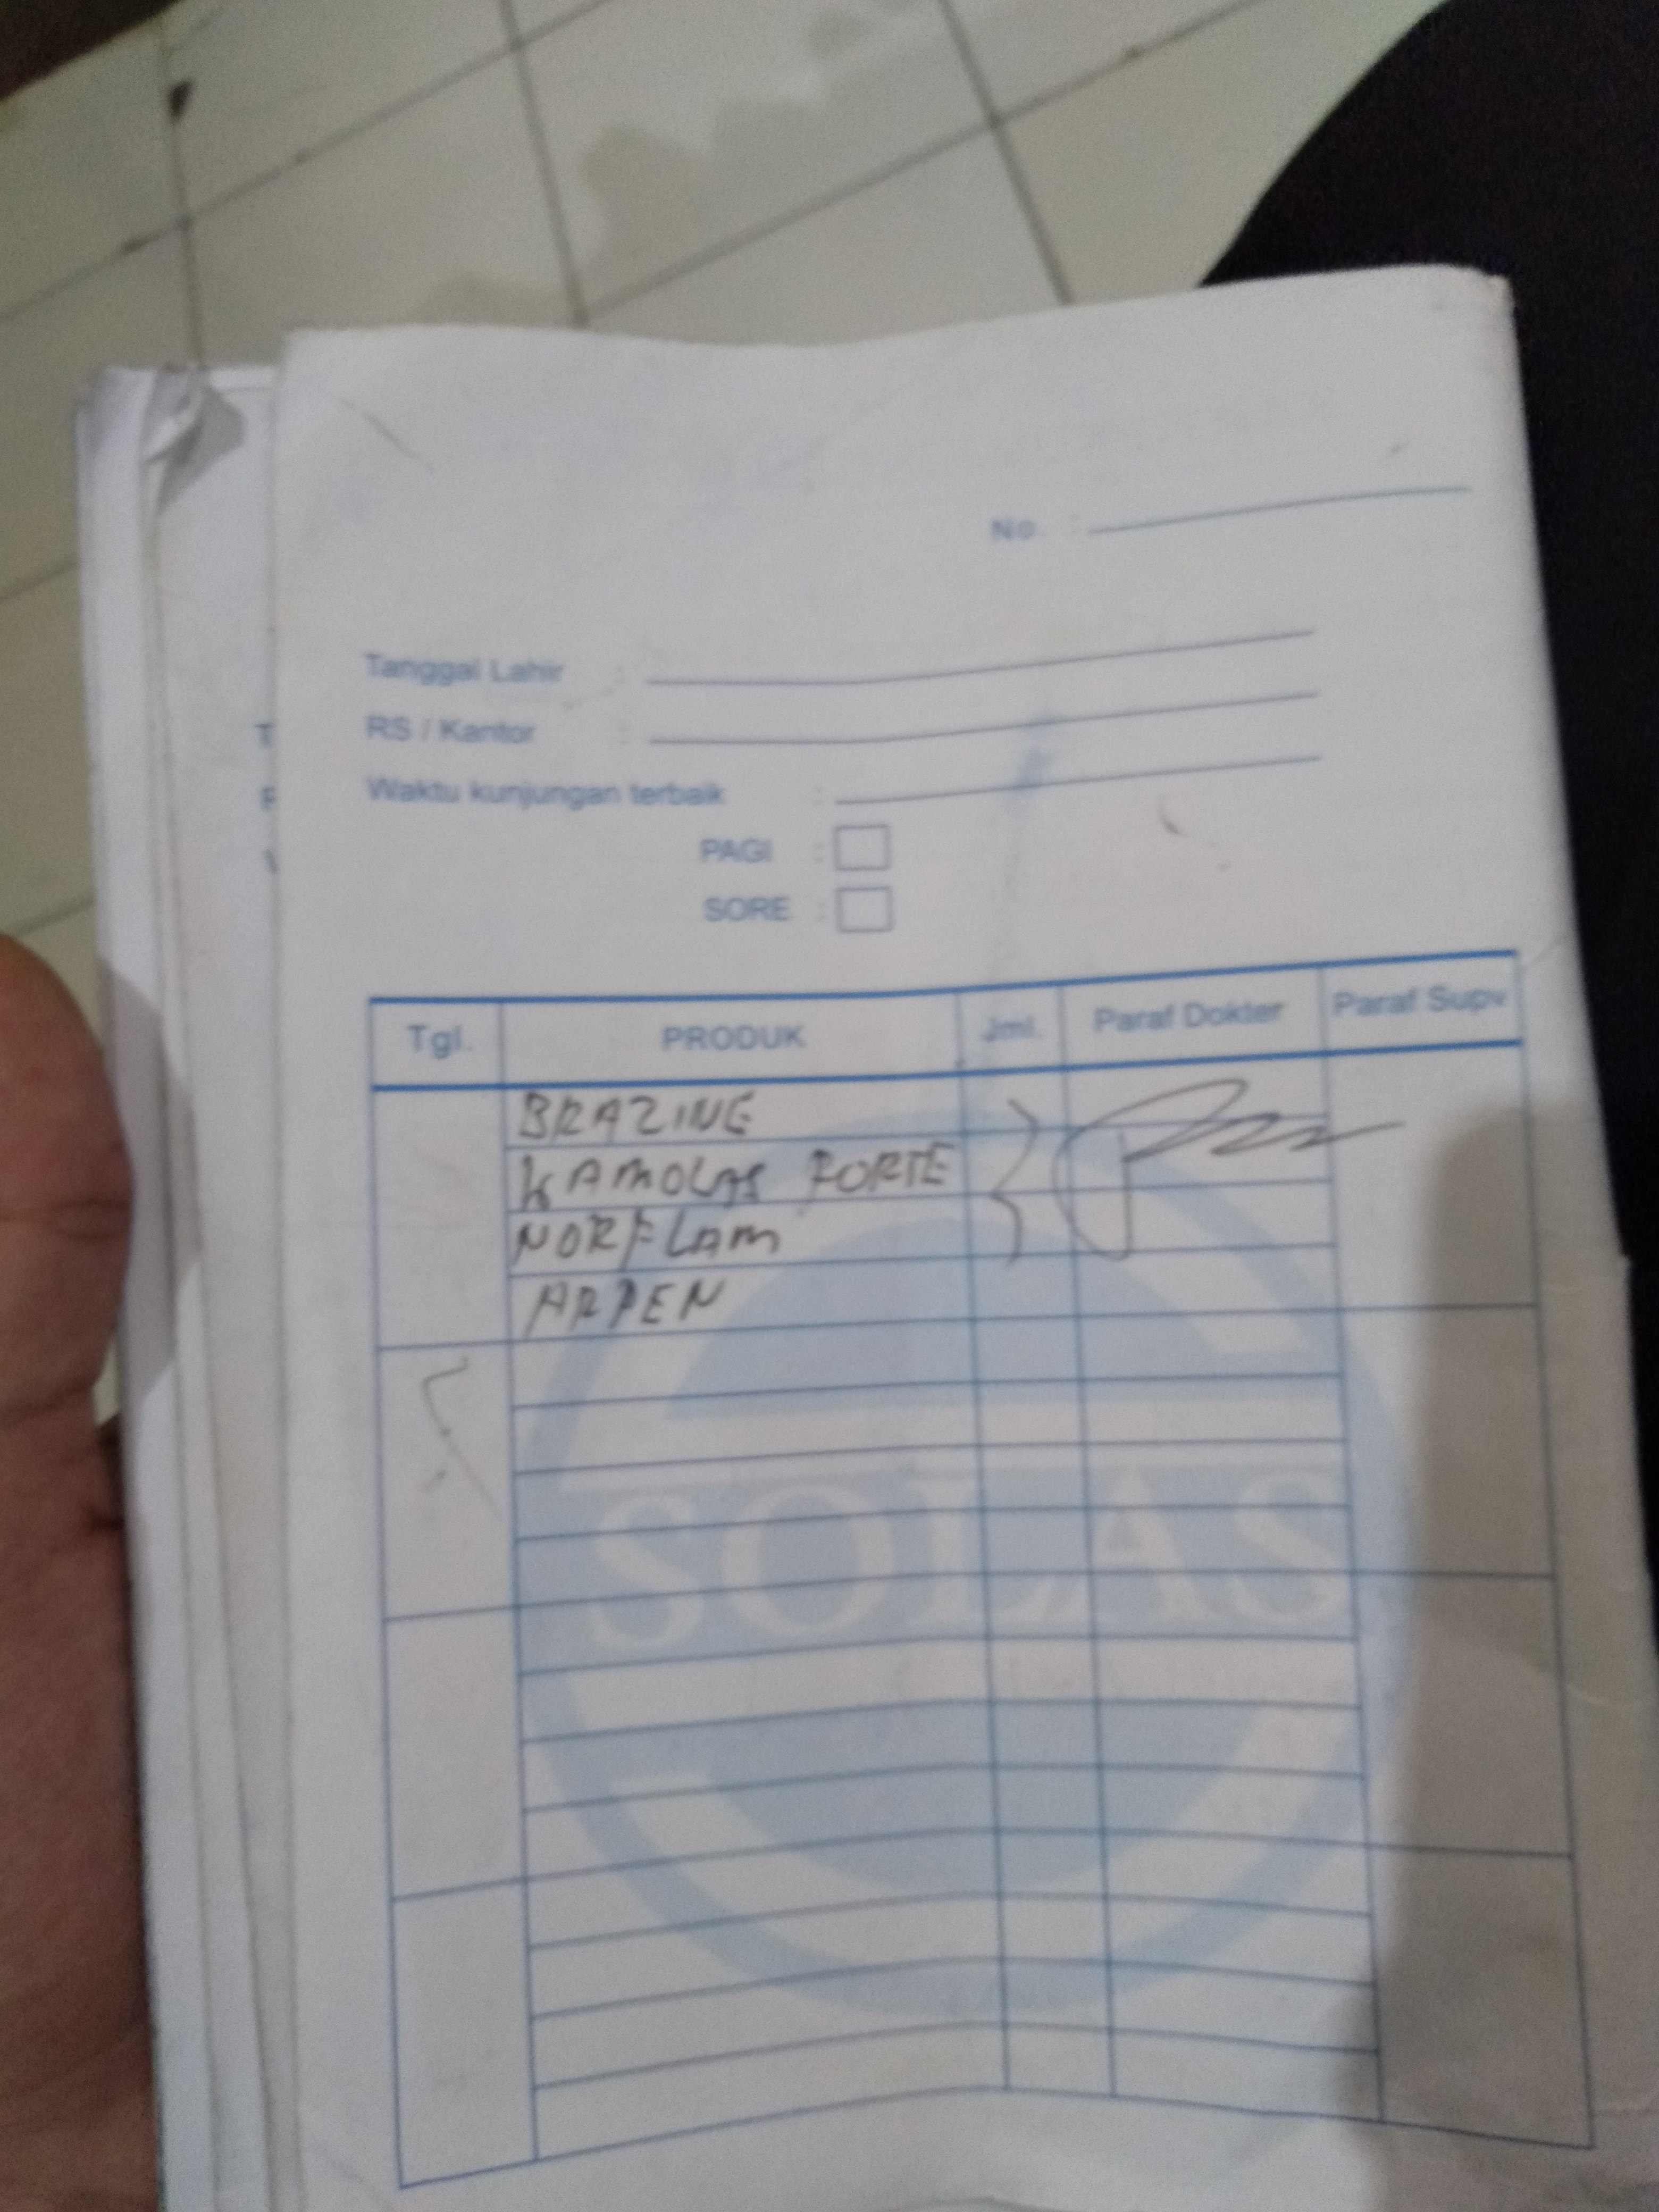 No :
Tanggal Lahir :
RS / Kantor :
Waktu kunjungan terbaik :
PAGI :
SORE :
Tgl. PRODUK Jml. Paraf Dokter Paraf Supv
BRAZINE
KAMOLAS FORTE
NORFLAM
ARPEN
SOLAS